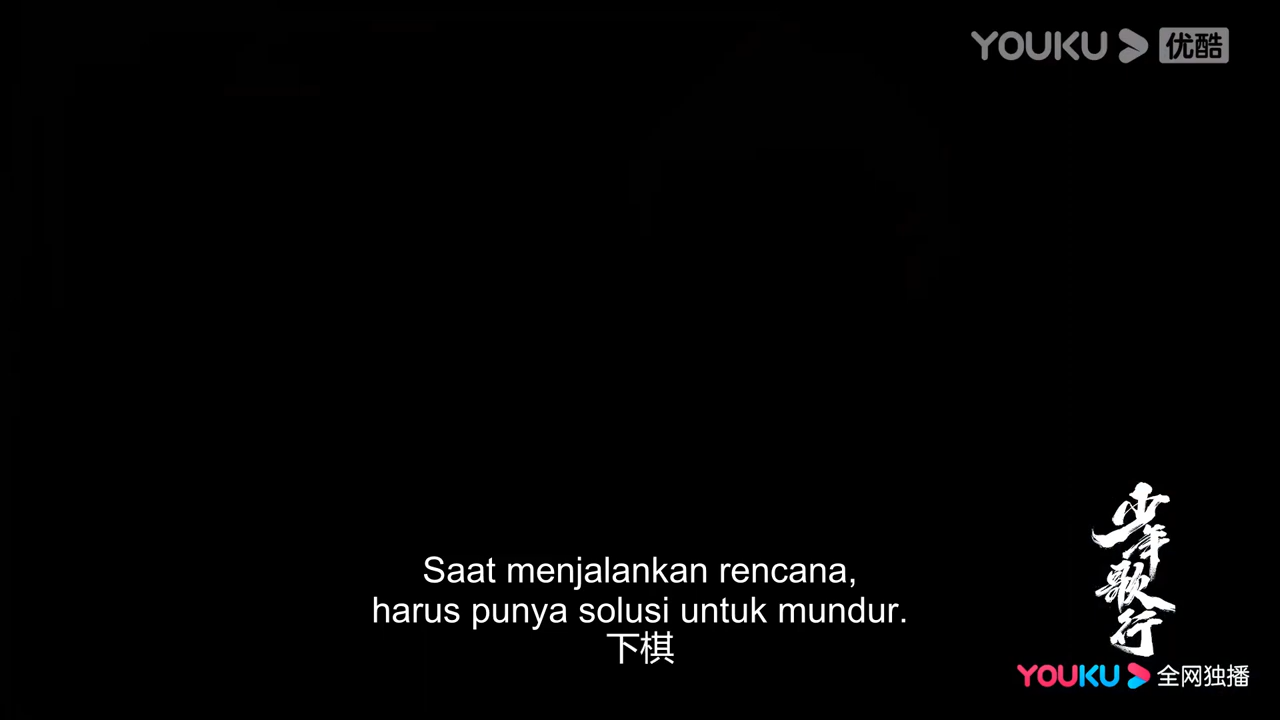 YOUKU 优酷
Saat menjalankan rencana,
harus punya solusi untuk mundur.
下棋
少年歌行
YOUKU 全网独播